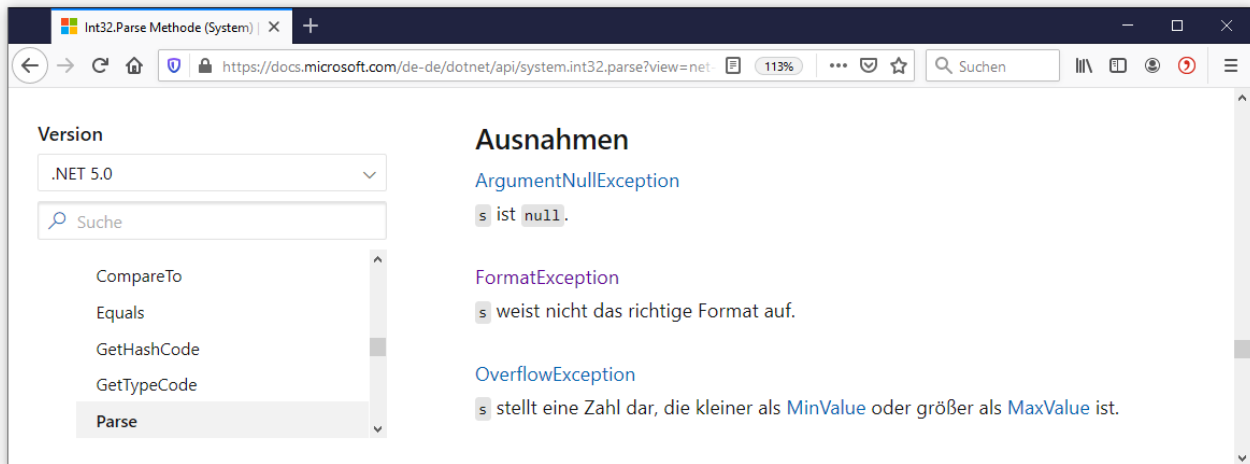 Int32.Parse Methode (System) |
https://docs.microsoft.com/de-de/dotnet/api/system.int32.parse?view=net-
113%
Suchen
Version
.NET 5.0
Suche
CompareTo
Equals
GetHashCode
GetTypeCode
Parse
Ausnahmen
ArgumentNullException
s ist null.
FormatException
s weist nicht das richtige Format auf.
OverflowException
s stellt eine Zahl dar, die kleiner als MinValue oder größer als MaxValue ist.